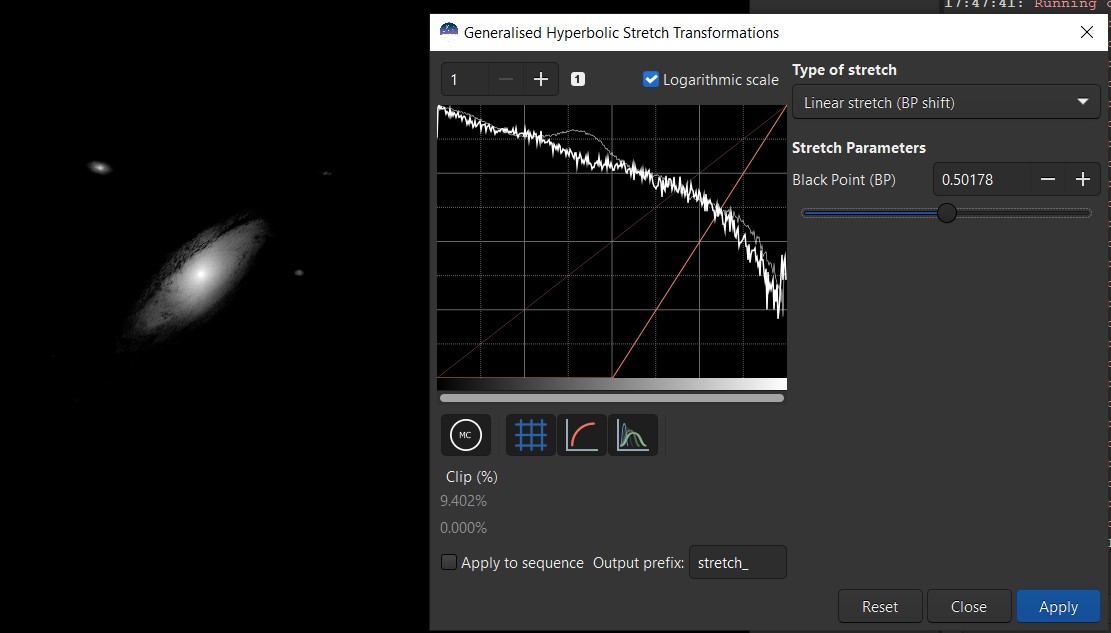 17:47:41: Running
Generalised Hyperbolic Stretch Transformations
1
1
Logarithmic scale
Type of stretch
Linear stretch (BP shift)
Stretch Parameters
Black Point (BP)
0.50178
MC
Clip (%)
9.402%
0.000%
Apply to sequence
Output prefix:
stretch_
Reset
Close
Apply